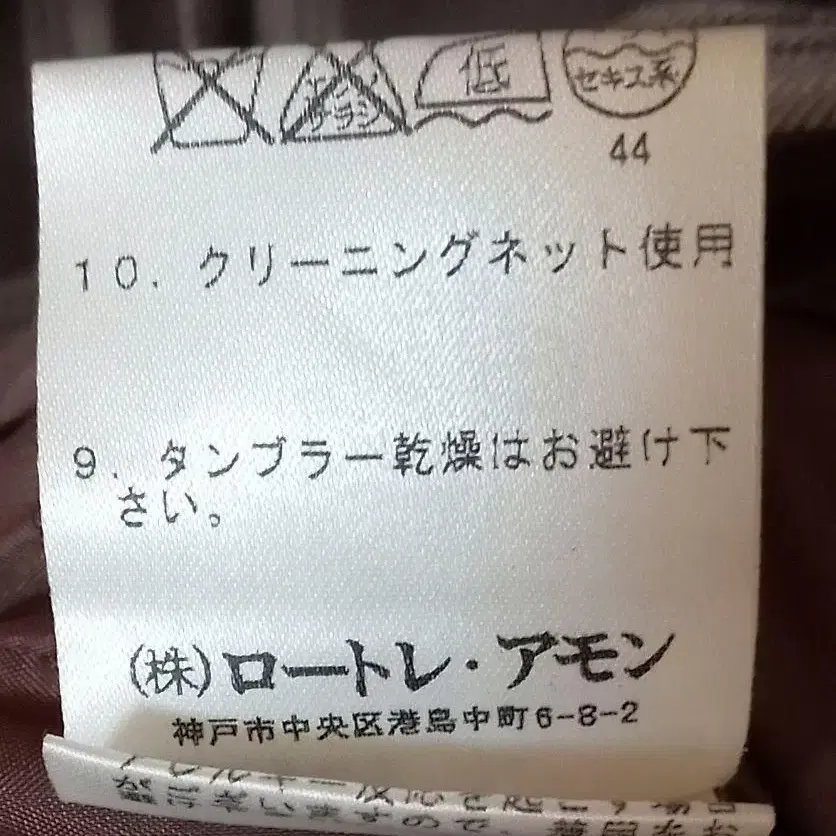 低
セキス系
44
10. クリーニングネット使用
9. タンブラー乾燥はお避け下
さい。
(株)ロートレ・アモン
神戸市中央区港島中町6-8-2